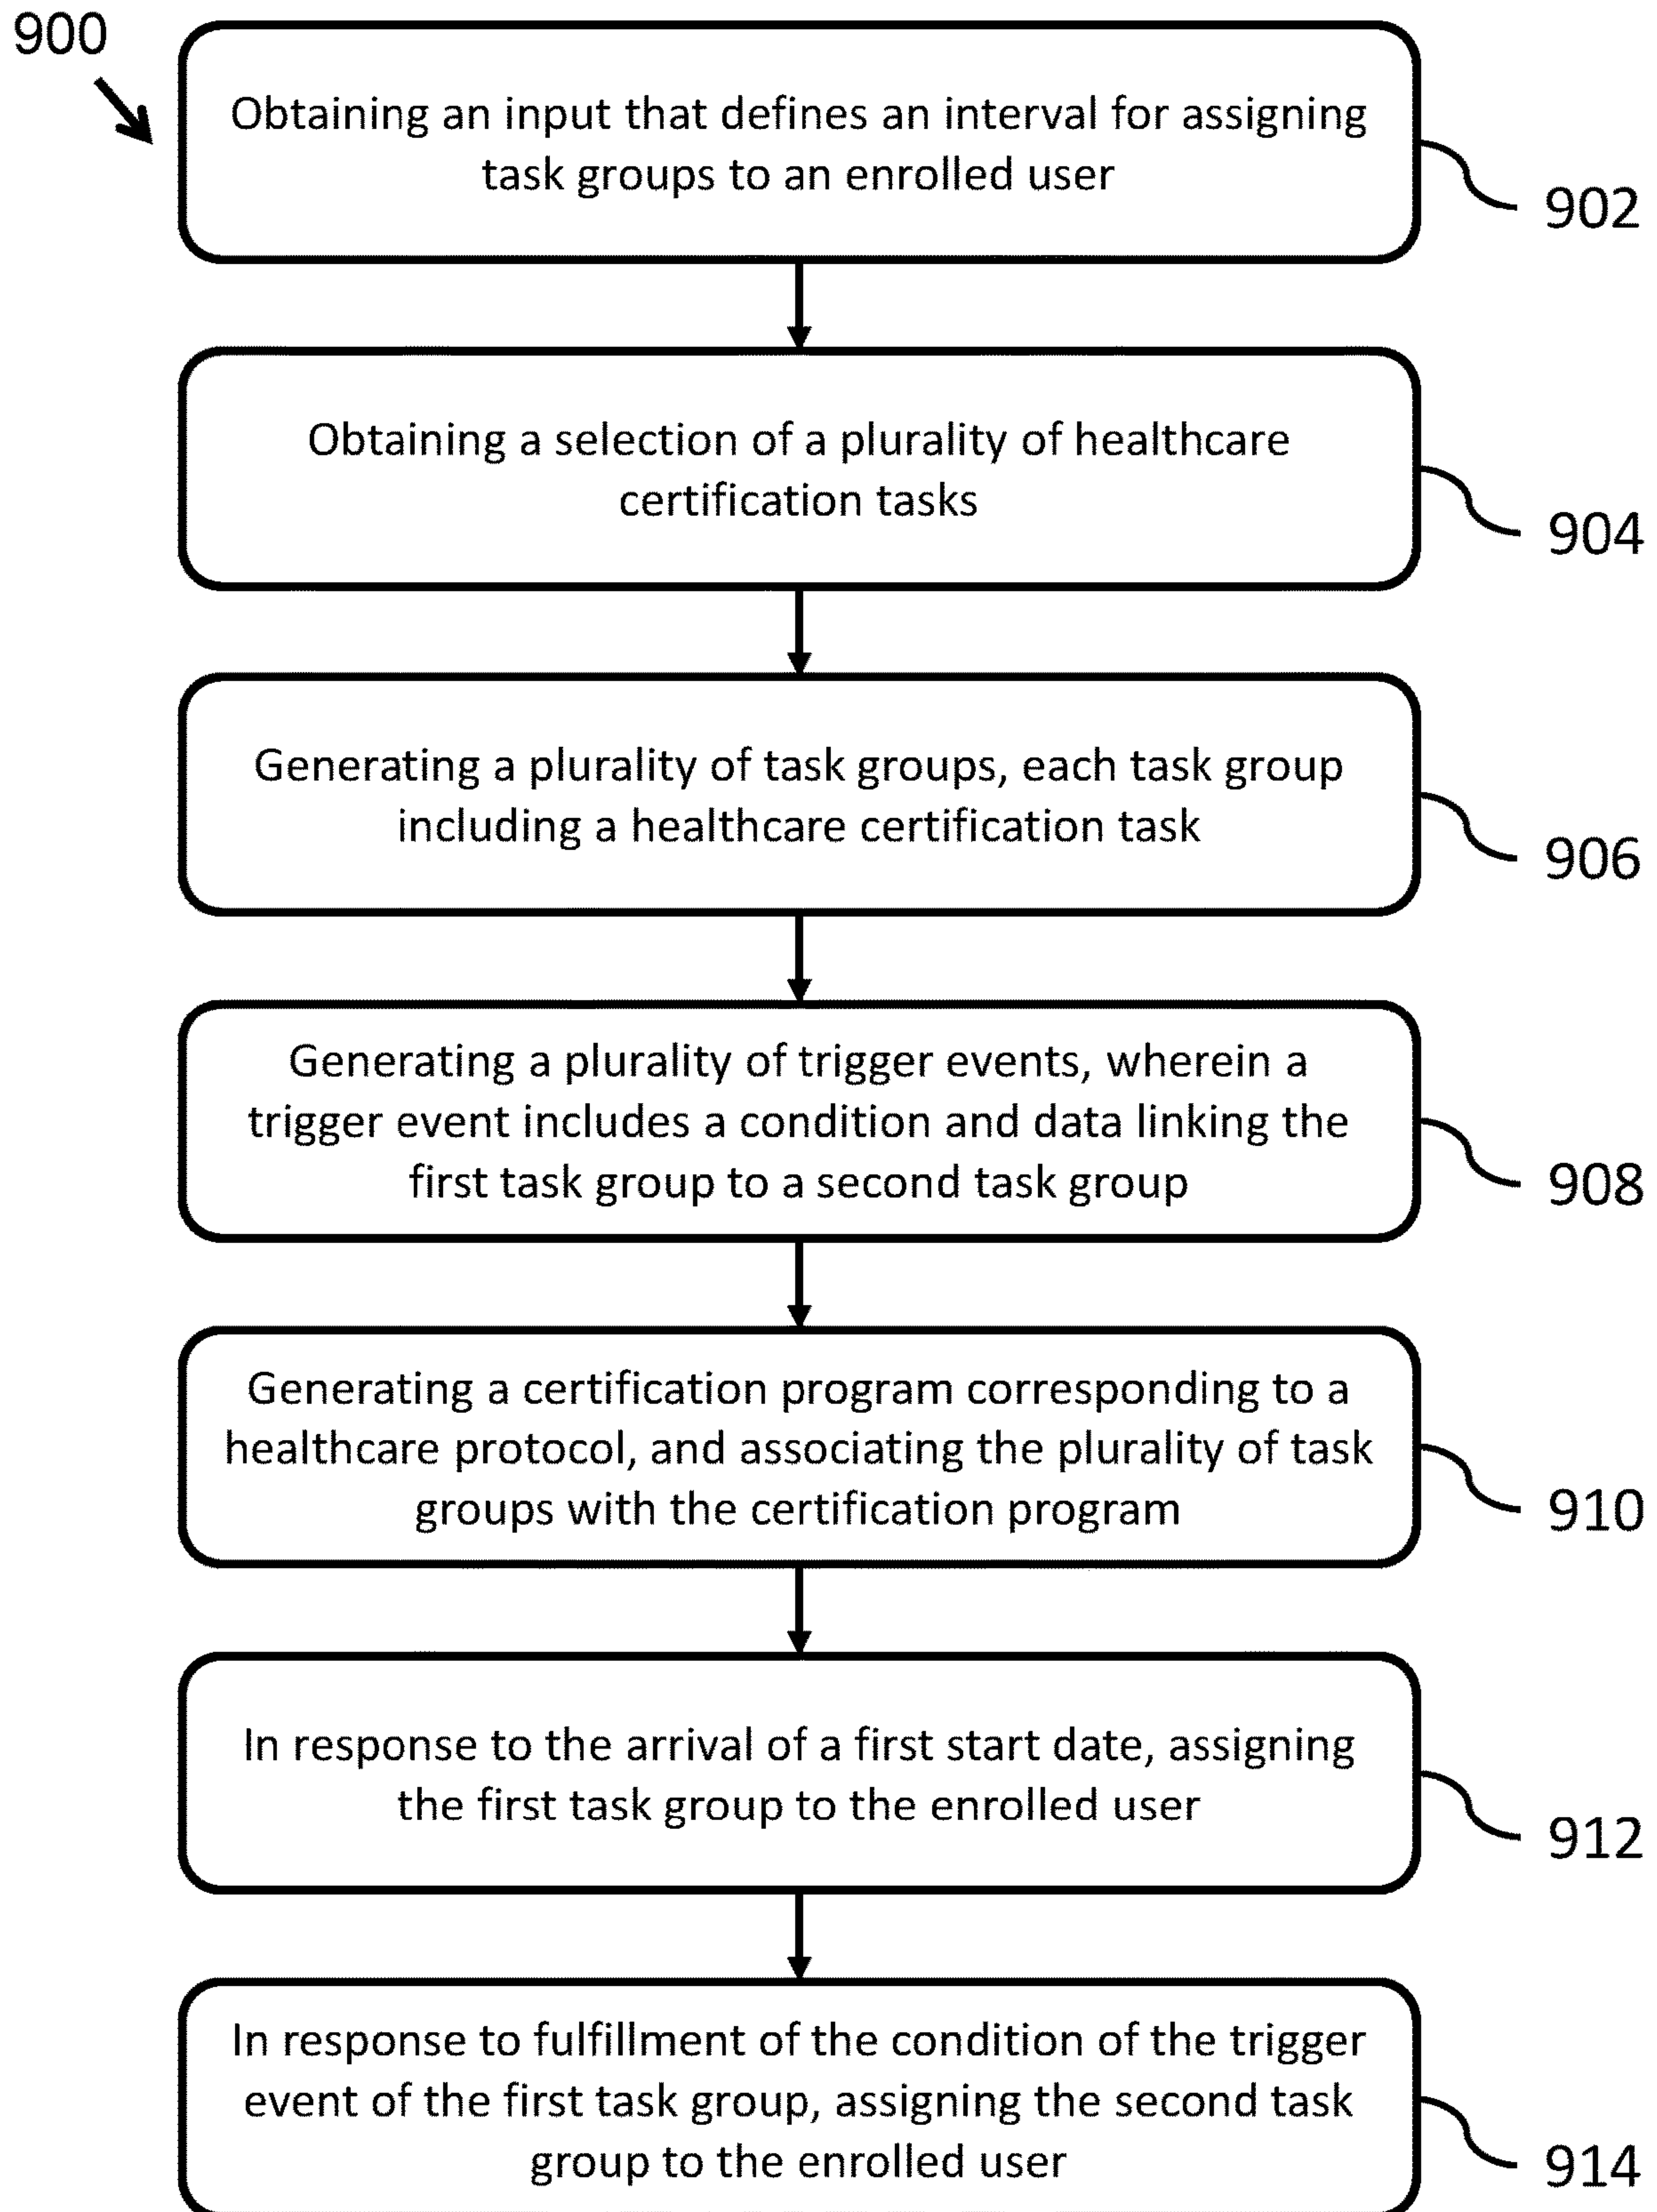 900
Obtaining an input that defines an interval for assigning
task groups to an enrolled user
902
Obtaining a selection of a plurality of healthcare
certification tasks
904
Generating a plurality of task groups, each task group
including a healthcare certification task
906
Generating a plurality of trigger events, wherein a
trigger event includes a condition and data linking the
first task group to a second task group
908
Generating a certification program corresponding to a
healthcare protocol, and associating the plurality of task
groups with the certification program
910
In response to the arrival of a first start date, assigning
the first task group to the enrolled user
912
In response to fulfillment of the condition of the trigger
event of the first task group, assigning the second task
group to the enrolled user
914